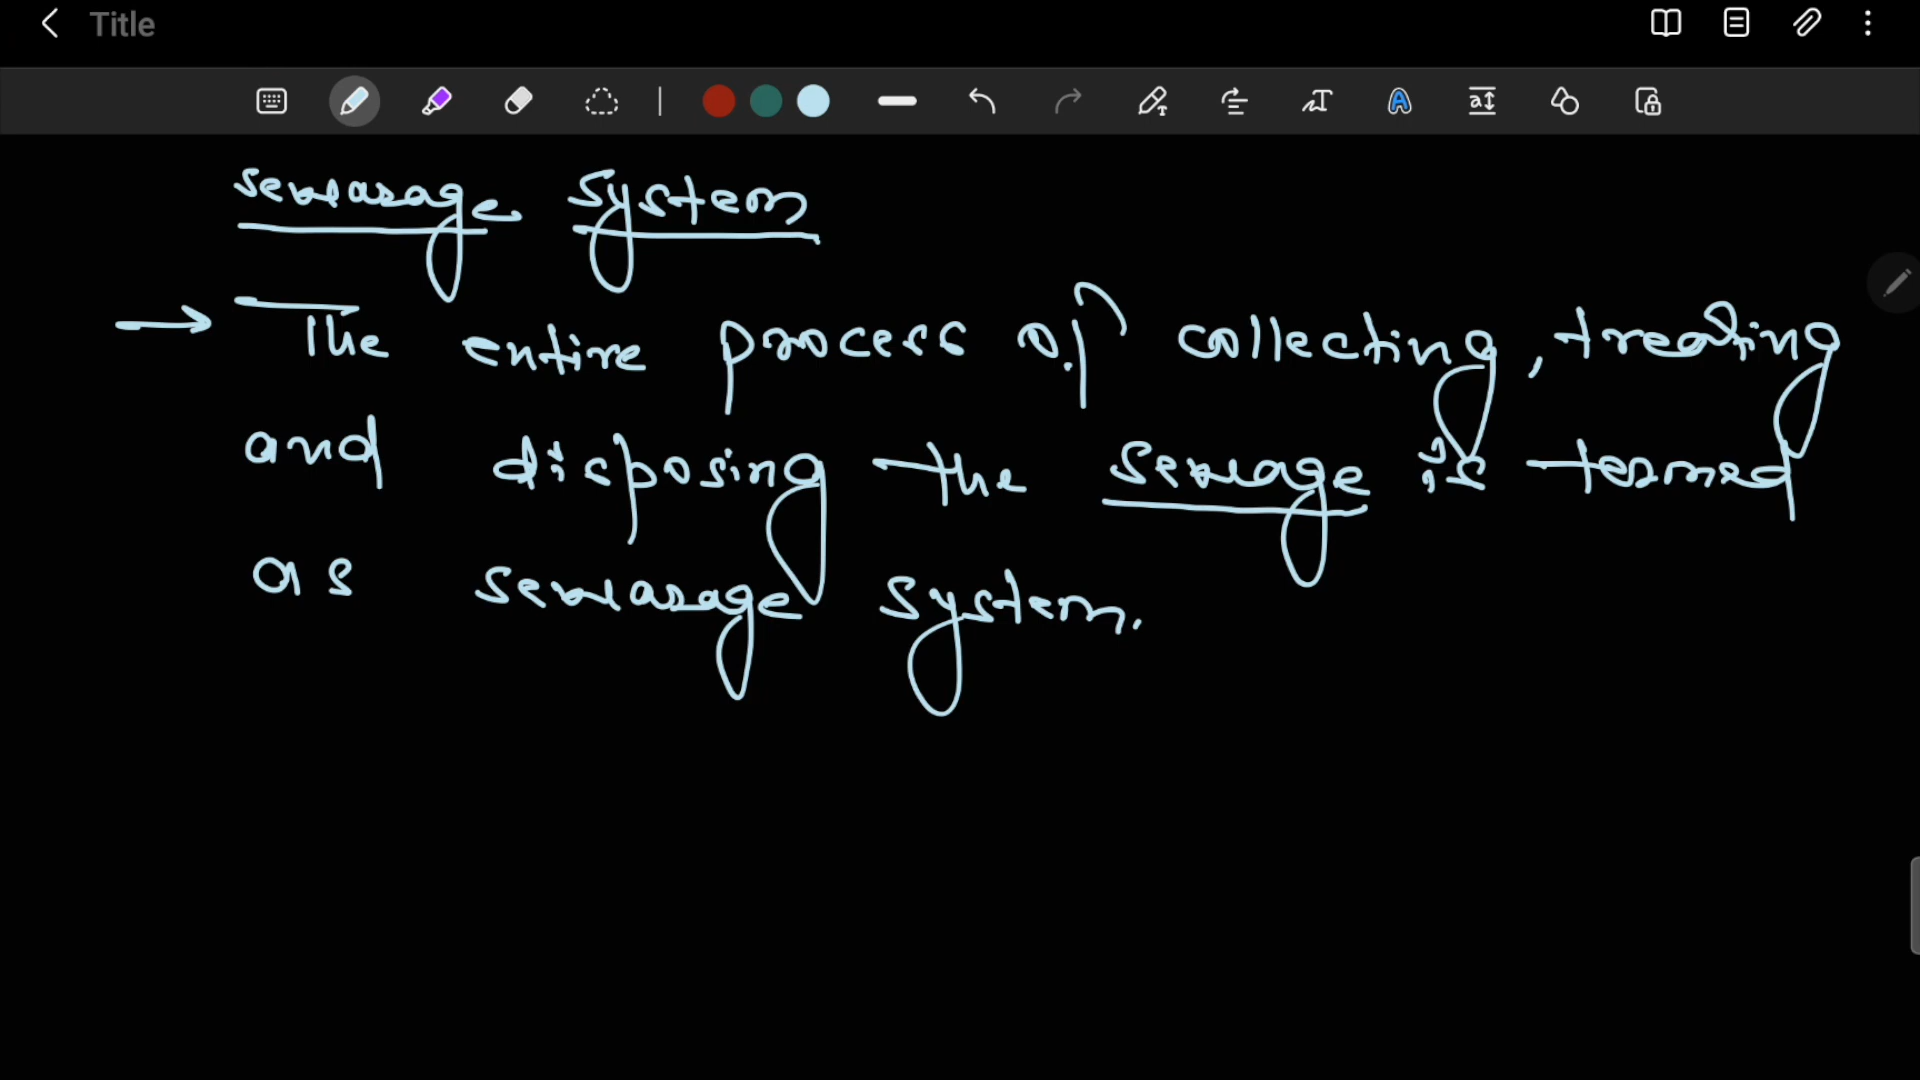 Title
sewarage system
→ The entire process of collecting, treating
and disposing the sewage is termed
as sewarage system.